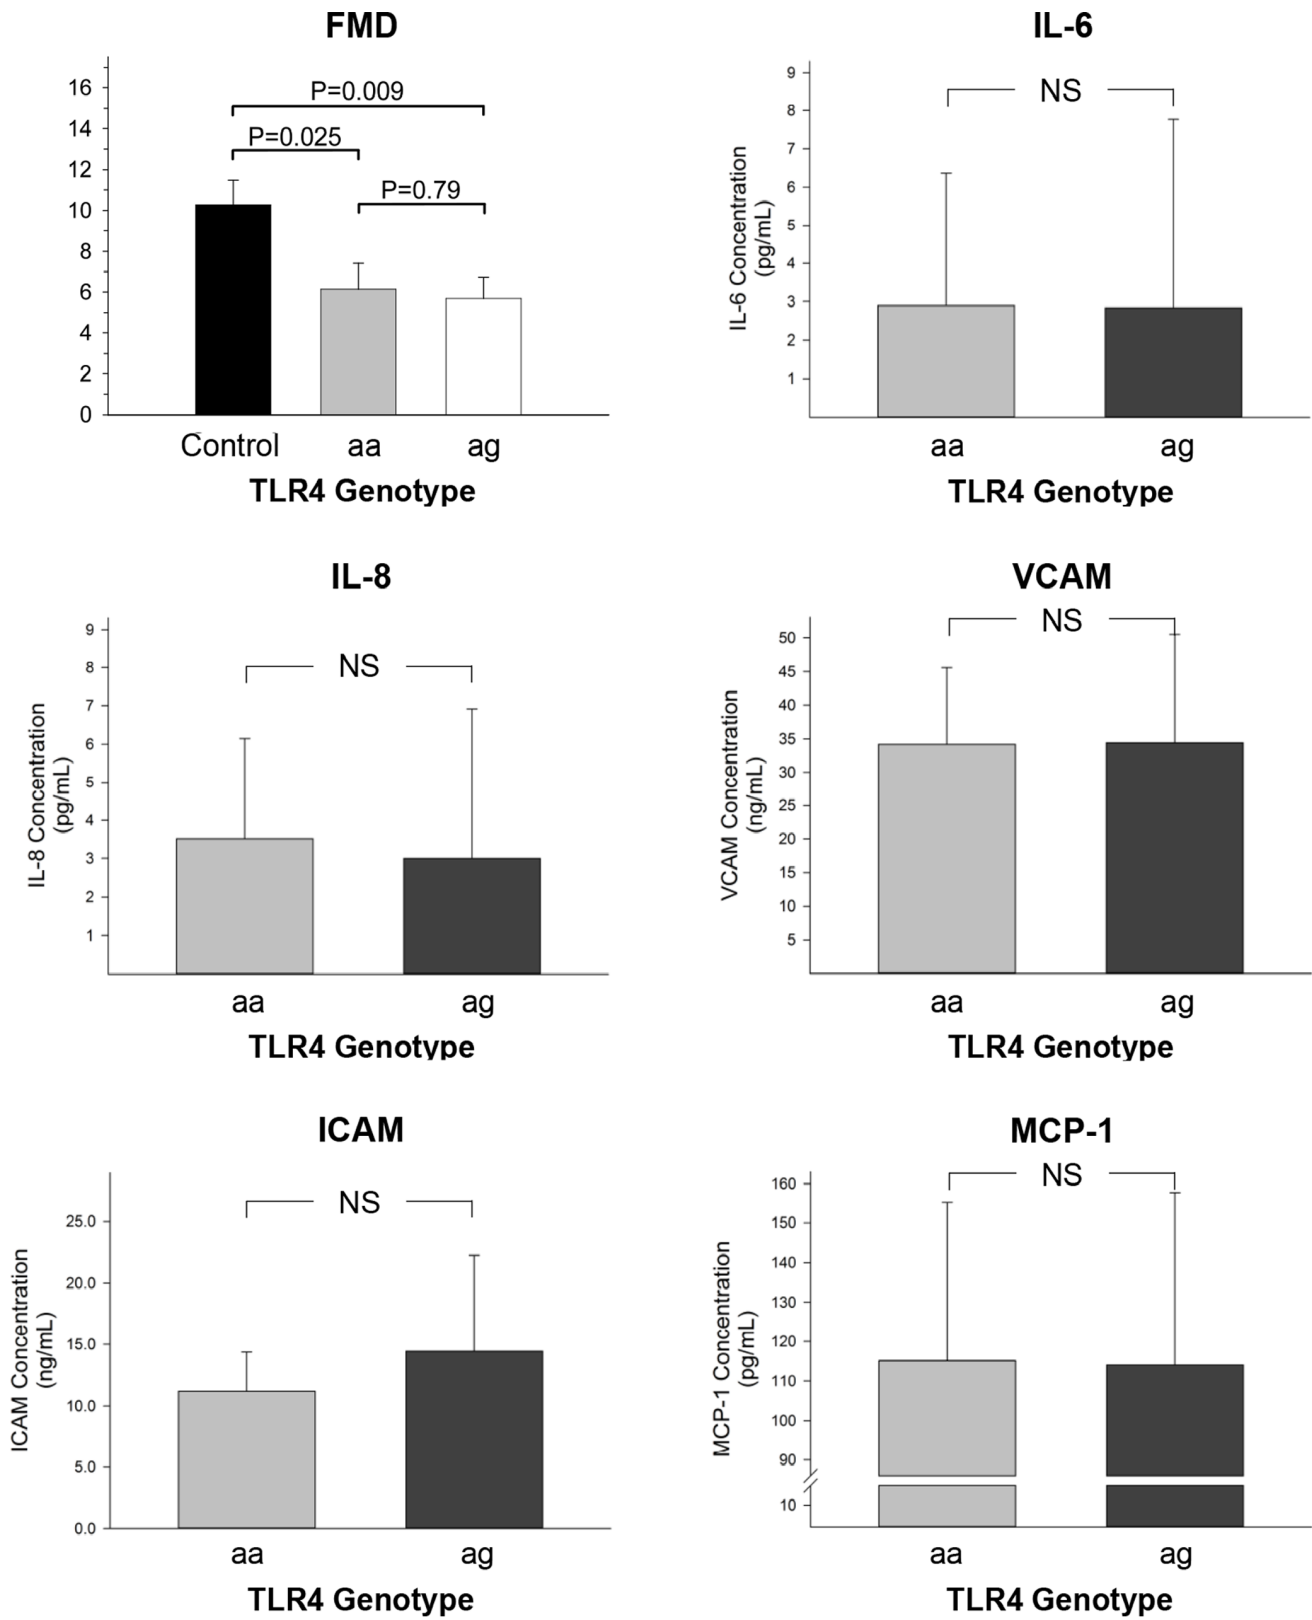 FMD
16
14
12
10
8
6
4
2
0
P=0.009
P=0.025
P=0.79
Control aa ag
TLR4 Genotype
IL-6
IL-6 Concentration
(pg/mL)
9
8
7
6
5
4
3
2
1
NS
aa ag
TLR4 Genotype
IL-8
IL-8 Concentration
(pg/mL)
9
8
7
6
5
4
3
2
1
NS
aa ag
TLR4 Genotype
VCAM
VCAM Concentration
(ng/mL)
50
45
40
35
30
25
20
15
10
5
NS
aa ag
TLR4 Genotype
ICAM
ICAM Concentration
(ng/mL)
25.0
20.0
15.0
10.0
5.0
0.0
NS
aa ag
TLR4 Genotype
MCP-1
MCP-1 Concentration
(pg/mL)
160
150
140
130
120
110
100
90
10
NS
aa ag
TLR4 Genotype